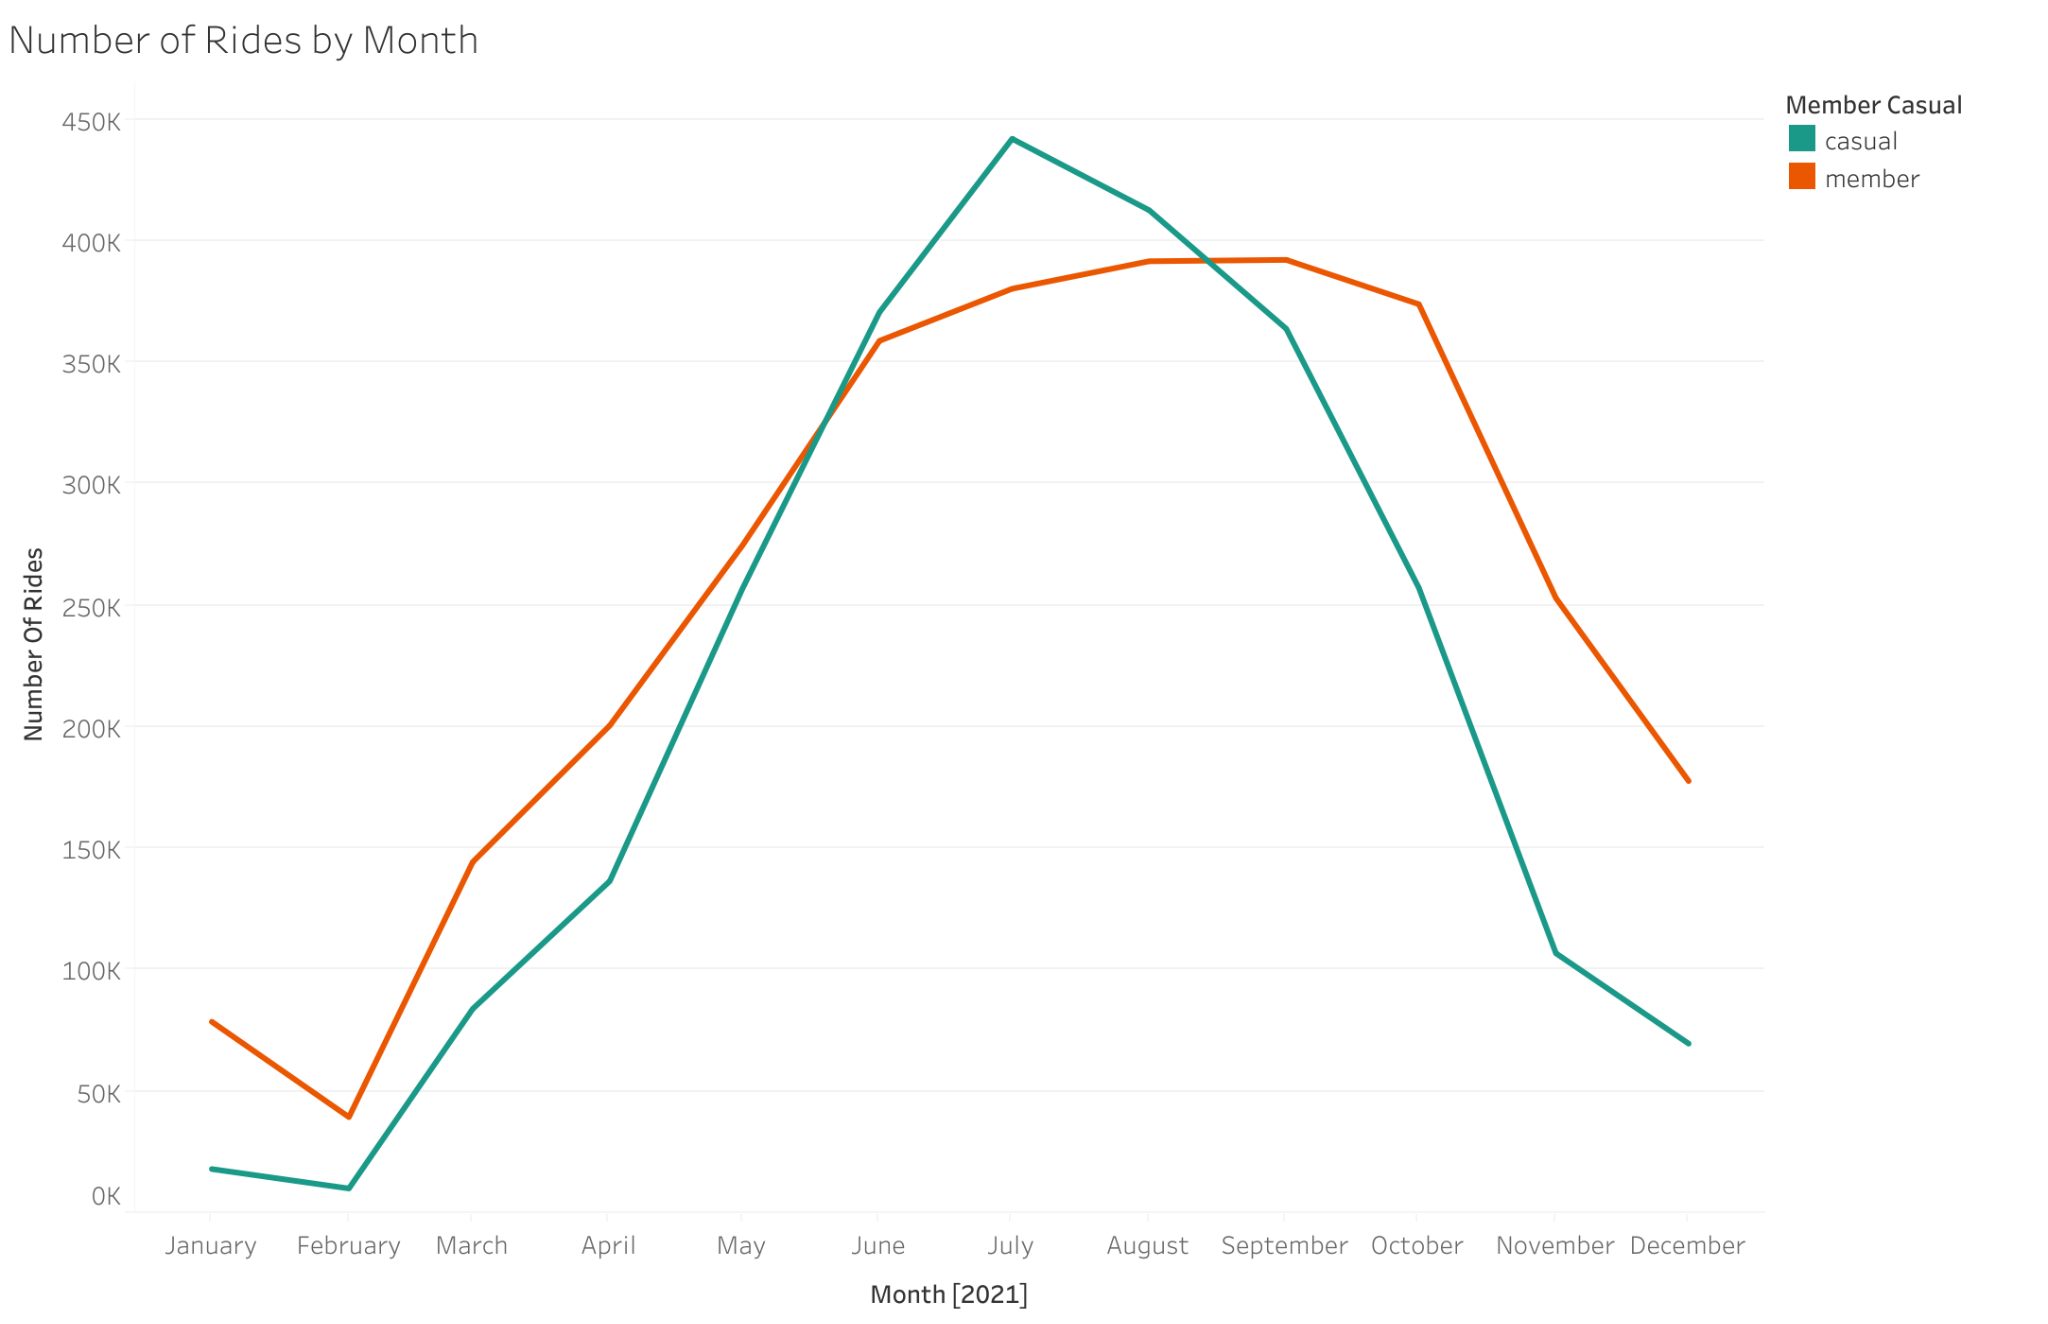 Number of Rides by Month
Member Casual
casual
member
450K
400K
350K
300K
250K
200K
150K
100K
50K
0K
Number Of Rides
January February March April May June July August September October November December
Month [2021]